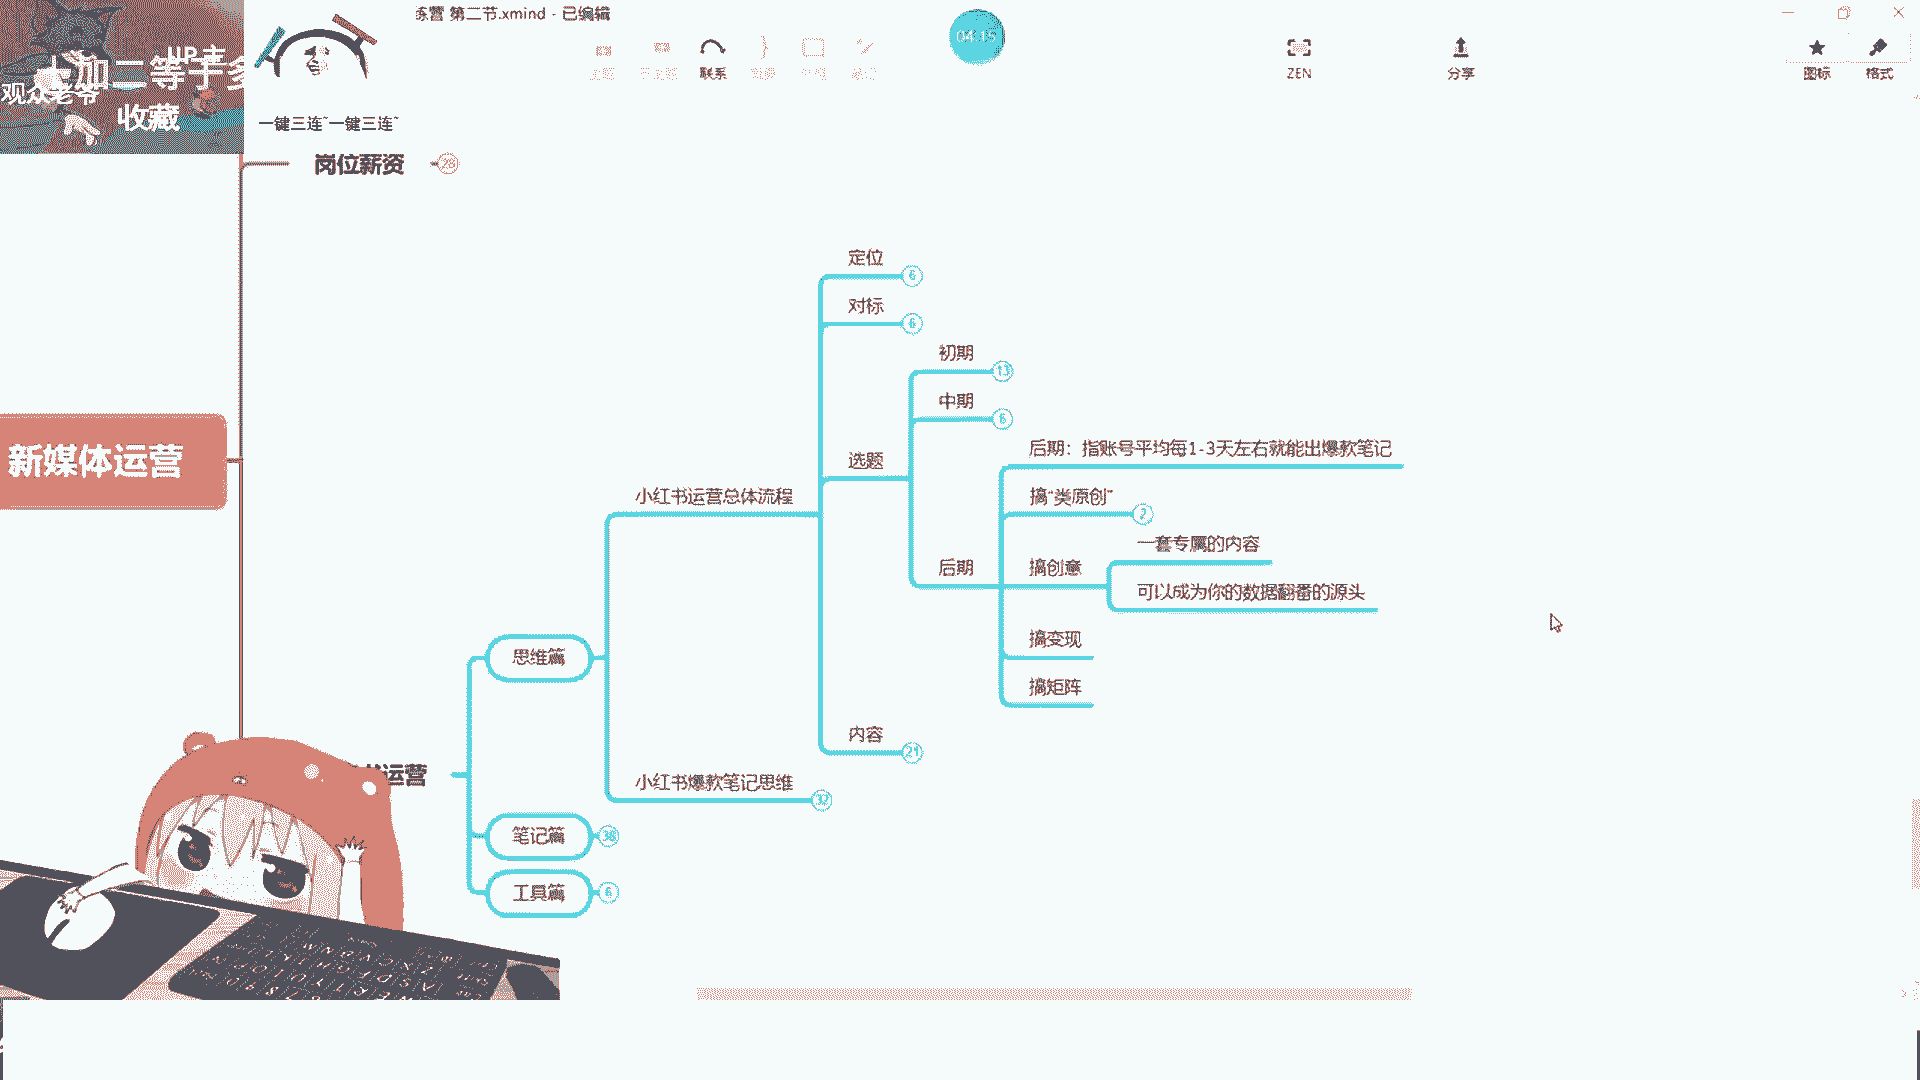 练营 第二节.xmind - 已编辑
UP主
一加二等于多
观众老爷
收藏
一键三连~一键三连~
04:15
联系
ZEN
分享
图标
格式
岗位薪资
28
定位
6
对标
6
初期
13
中期
6
后期：指账号平均每1-3天左右就能出爆款笔记
选题
小红书运营总体流程
搞“类原创”
2
一套专属的内容
后期
搞创意
可以成为你的数据翻番的源头
搞变现
搞矩阵
新媒体运营
思维篇
内容
21
小红书爆款笔记思维
32
书运营
笔记篇
38
工具篇
6